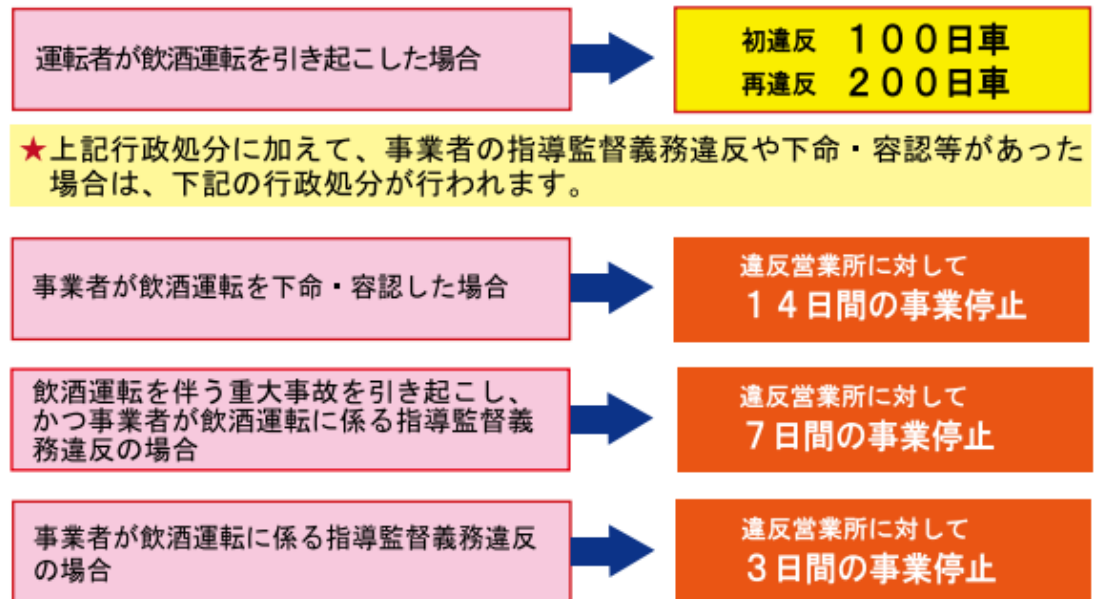 運転者が飲酒運転を引き起こした場合
初違反 １００日車
再違反 ２００日車
★上記行政処分に加えて、事業者の指導監督義務違反や下命・容認等があった
場合は、下記の行政処分が行われます。
事業者が飲酒運転を下命・容認した場合
違反営業所に対して
１４日間の事業停止
飲酒運転を伴う重大事故を引き起こし、
かつ事業者が飲酒運転に係る指導監督義
務違反の場合
違反営業所に対して
７日間の事業停止
事業者が飲酒運転に係る指導監督義務違反
の場合
違反営業所に対して
３日間の事業停止